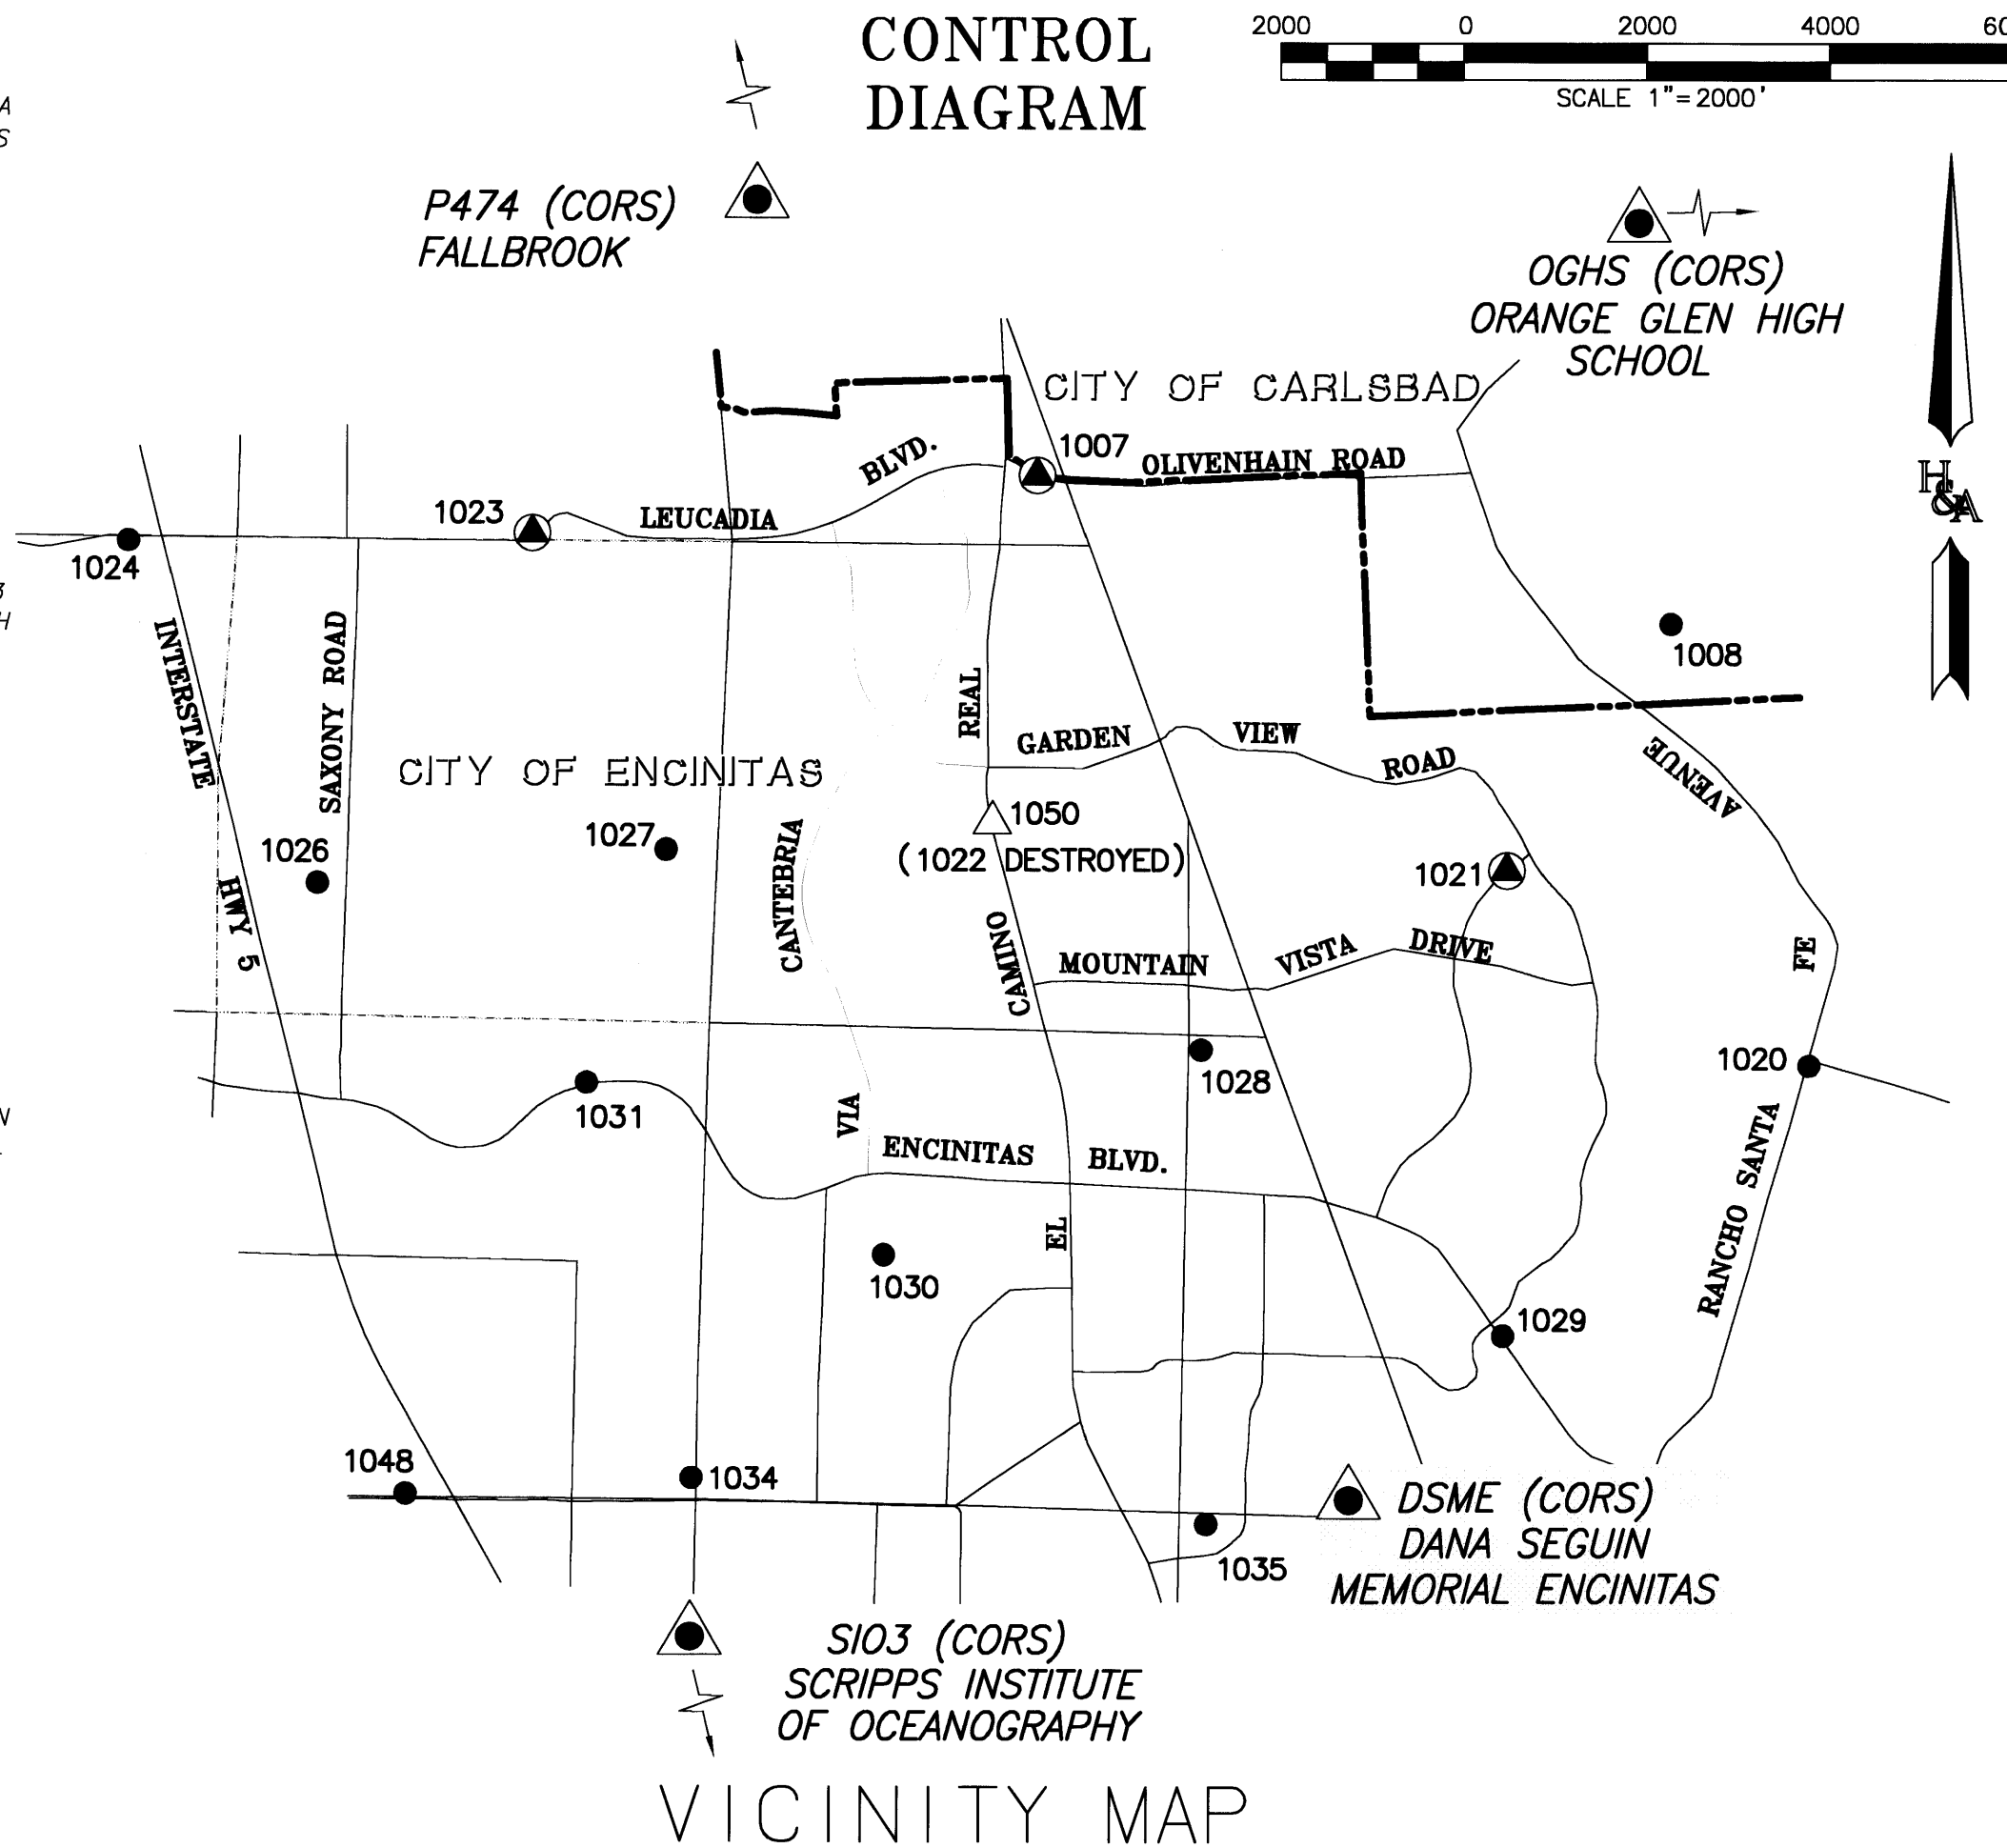 CONTROL
DIAGRAM
2000 0 2000 4000
SCALE 1"=2000'
A
S
P474 (CORS)
FALLBROOK
OGHS (CORS)
ORANGE GLEN HIGH
SCHOOL
CITY OF CARLSBAD
1007
OLIVENHAIN ROAD
BLVD.
LEUCADIA
1023
1024
H&A
H
1008
INTERSTATE
HWY 5
SAXONY ROAD
REAL
GARDEN VIEW ROAD
AVENUE
CITY OF ENCINITAS
1050
(1022 DESTROYED)
1027
1026
CANTEBRIA
1021
CAMINO
MOUNTAIN VISTA DRIVE
FE
1020
1028
1031
VIA
N
ENCINITAS BLVD.
EL
RANCHO SANTA
1030
1029
1048
1034
DSME (CORS)
DANA SEGUIN
MEMORIAL ENCINITAS
1035
SIO3 (CORS)
SCRIPPS INSTITUTE
OF OCEANOGRAPHY
VICINITY MAP